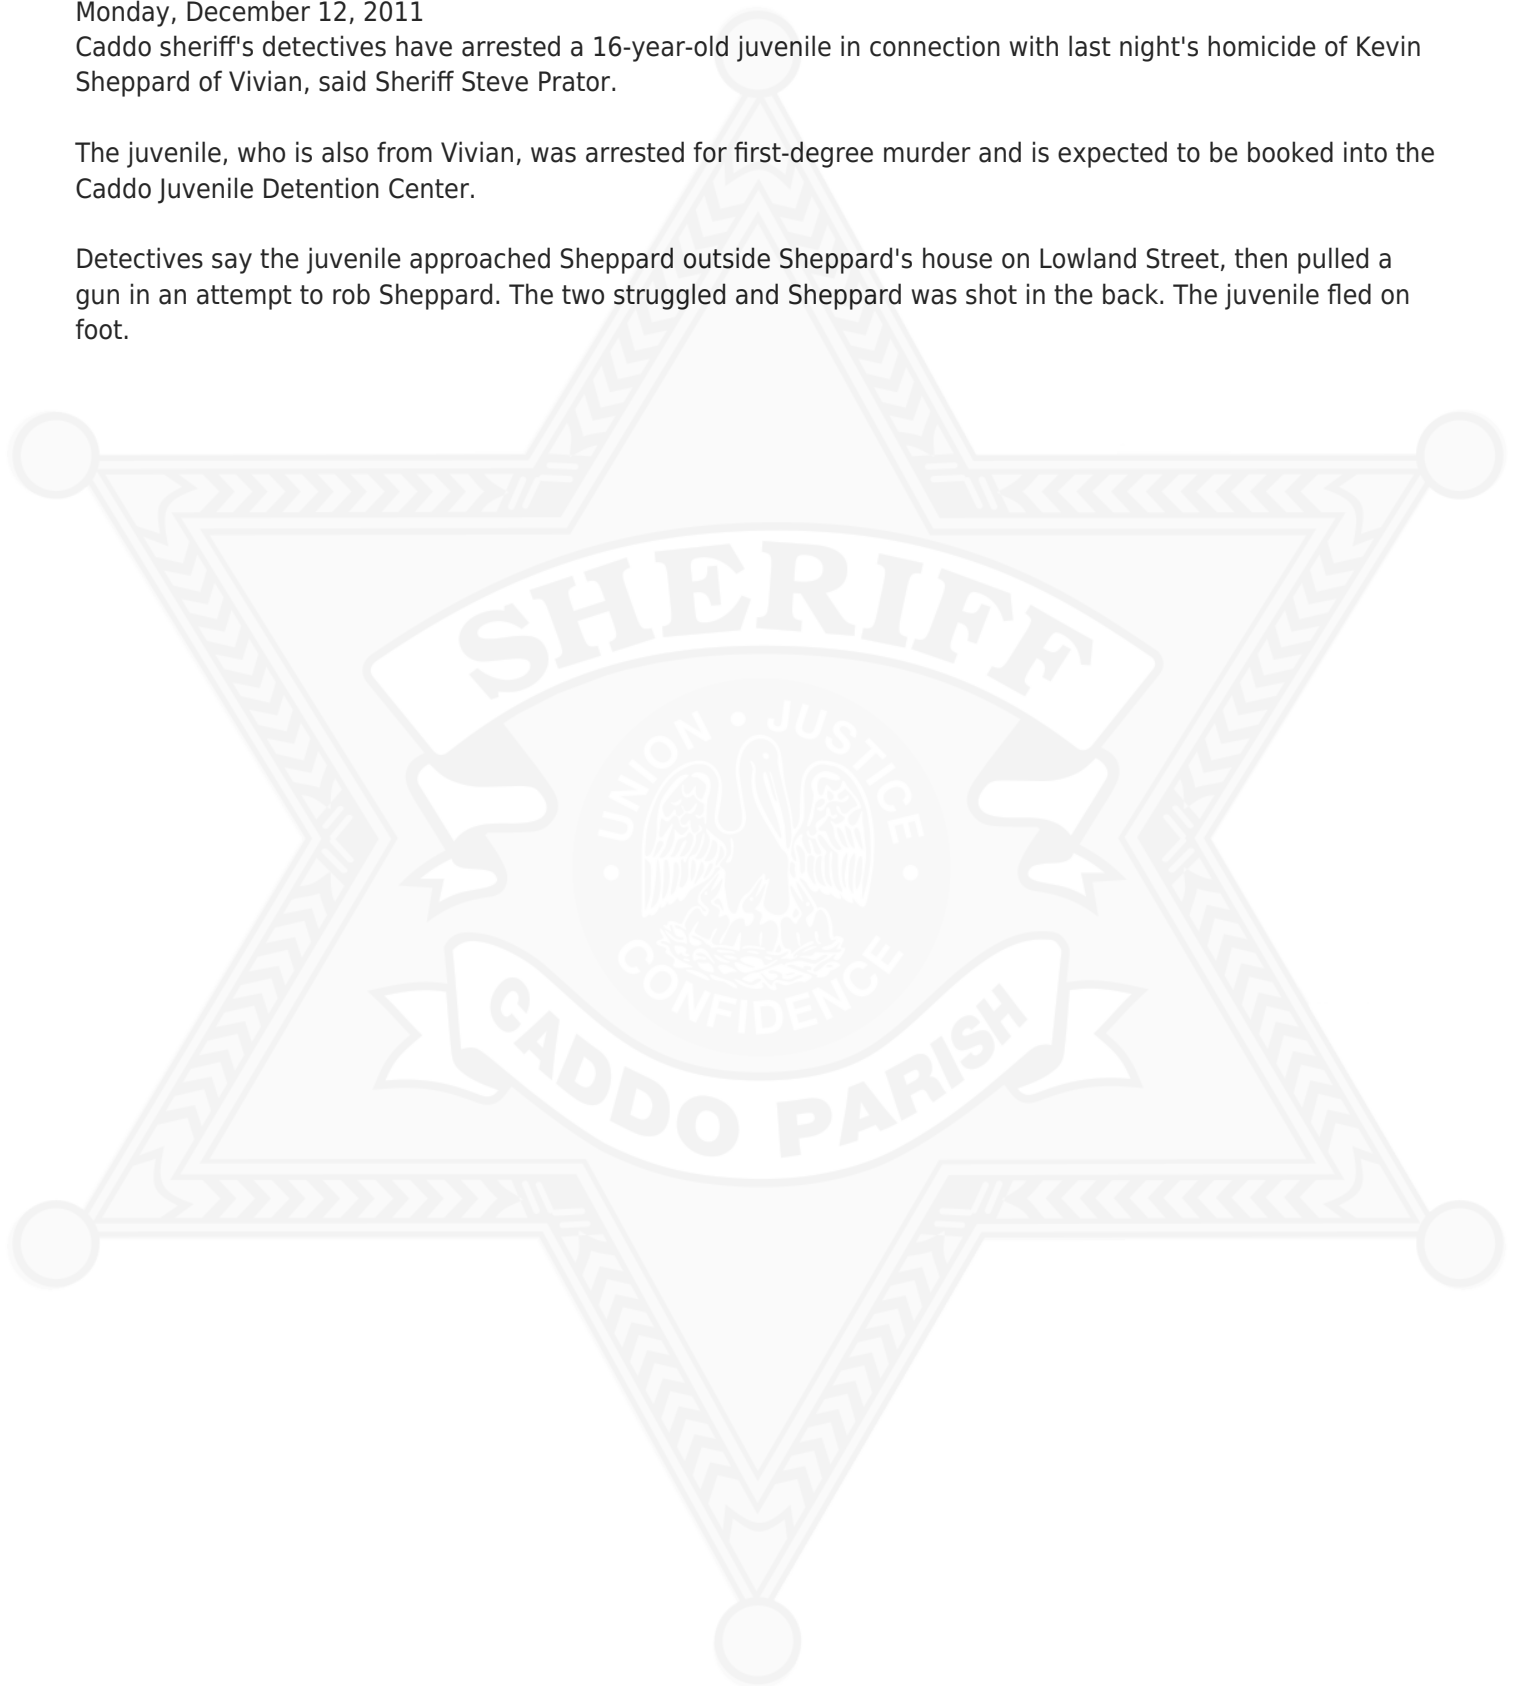 Monday, December 12, 2011
Caddo sheriff's detectives have arrested a 16-year-old juvenile in connection with last night's homicide of Kevin
Sheppard of Vivian, said Sheriff Steve Prator.
The juvenile, who is also from Vivian, was arrested for first-degree murder and is expected to be booked into the
Caddo Juvenile Detention Center.
Detectives say the juvenile approached Sheppard outside Sheppard's house on Lowland Street, then pulled a
gun in an attempt to rob Sheppard. The two struggled and Sheppard was shot in the back. The juvenile fled on
foot.
SHERIFF
UNION • JUSTICE
• CONFIDENCE •
CADDO PARISH